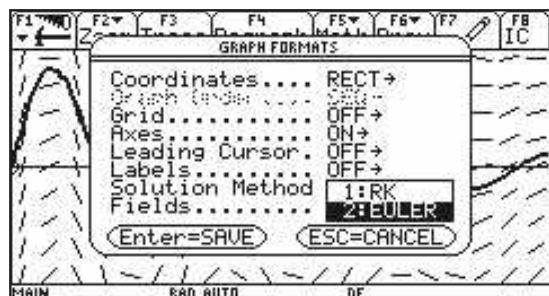 F1 F2▾ F3 F4 F5▾ F6▾ F7 F8
IC
GRAPH FORMATS
Coordinates.... RECT→
Grid........... OFF→
Axes........... ON→
Leading Cursor. OFF→
Labels......... OFF→
Solution Method 1:RK
Fields......... 2:EULER
Enter=SAVE ESC=CANCEL
MAIN RAD AUTO DE